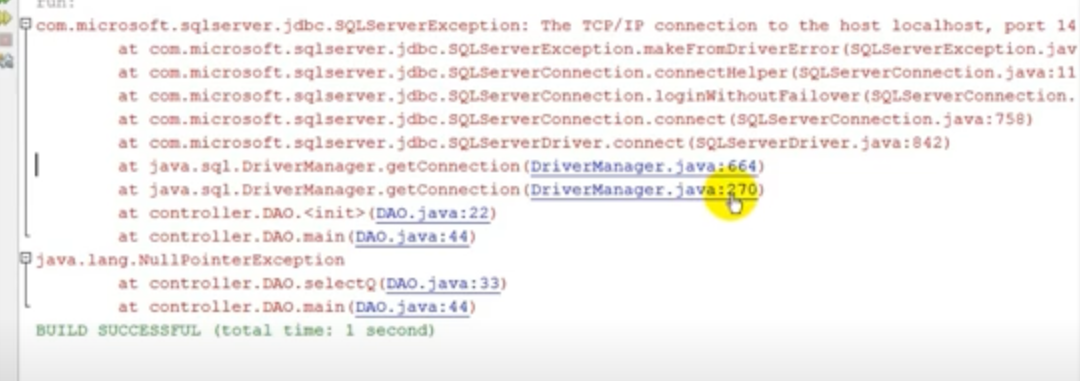 run:
com.microsoft.sqlserver.jdbc.SQLServerException: The TCP/IP connection to the host localhost, port 14
at com.microsoft.sqlserver.jdbc.SQLServerException.makeFromDriverError(SQLServerException.jav
at com.microsoft.sqlserver.jdbc.SQLServerConnection.connectHelper(SQLServerConnection.java:11
at com.microsoft.sqlserver.jdbc.SQLServerConnection.loginWithoutFailover(SQLServerConnection.
at com.microsoft.sqlserver.jdbc.SQLServerConnection.connect(SQLServerConnection.java:758)
at com.microsoft.sqlserver.jdbc.SQLServerDriver.connect(SQLServerDriver.java:842)
at java.sql.DriverManager.getConnection(DriverManager.java:664)
at java.sql.DriverManager.getConnection(DriverManager.java:270)
at controller.DAO.<init>(DAO.java:22)
at controller.DAO.main(DAO.java:44)
java.lang.NullPointerException
at controller.DAO.selectQ(DAO.java:33)
at controller.DAO.main(DAO.java:44)
BUILD SUCCESSFUL (total time: 1 second)